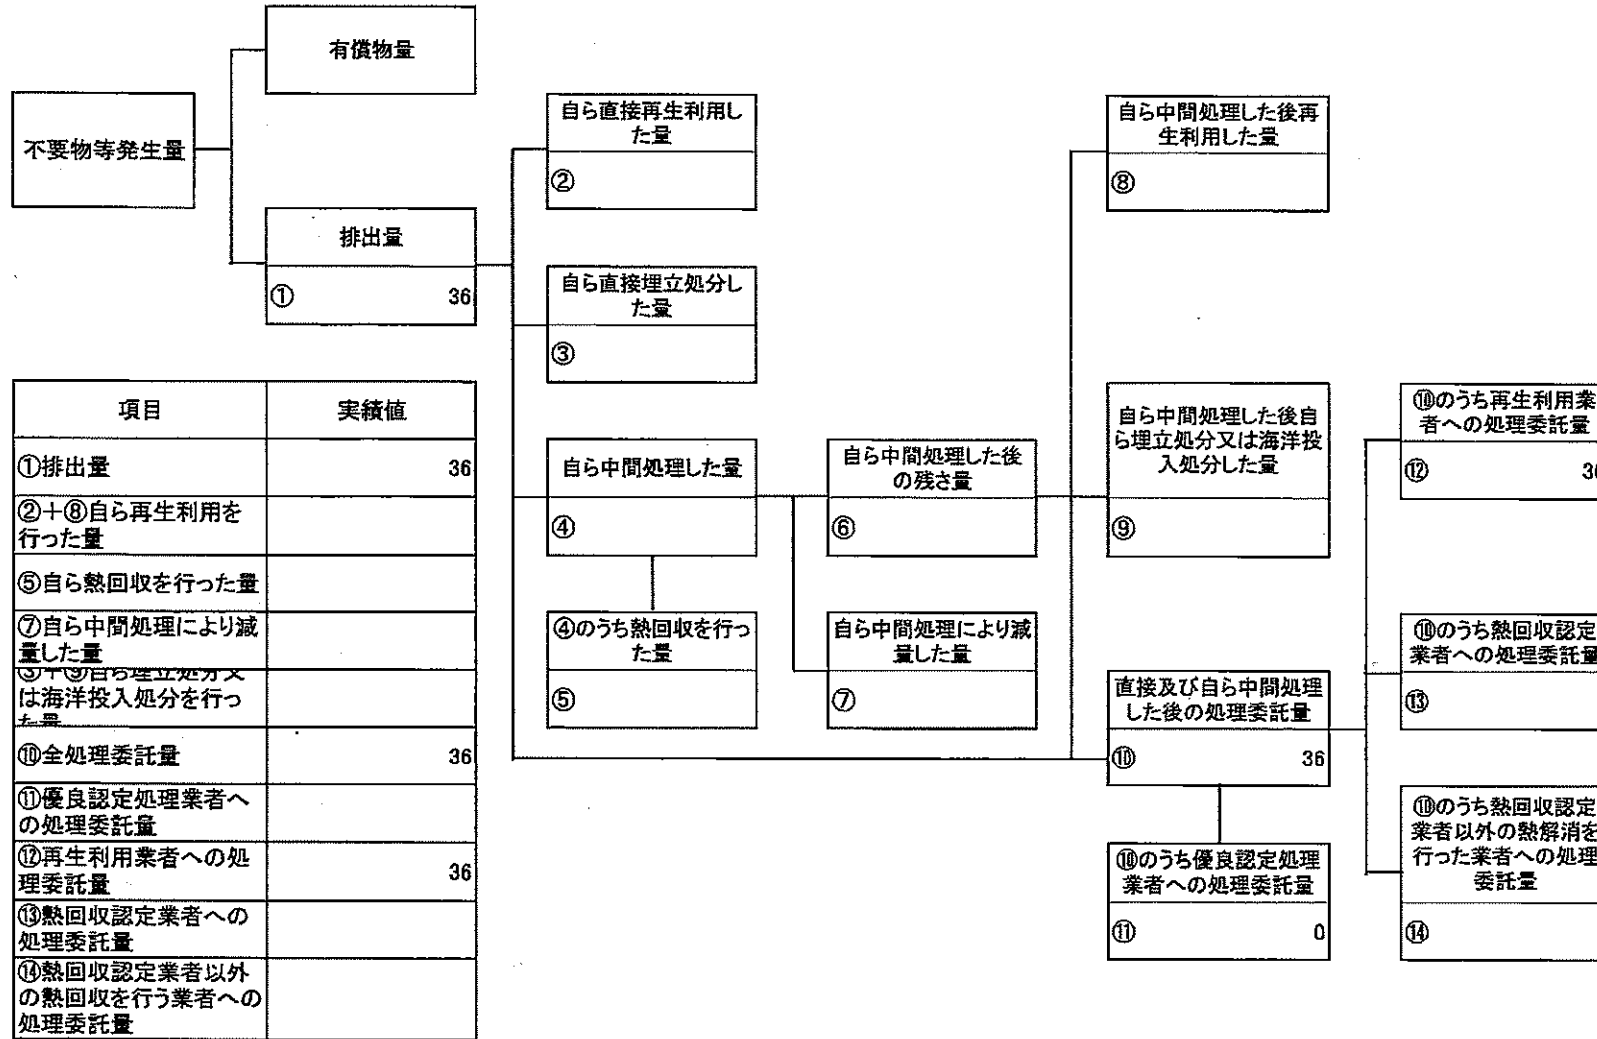 有償物量
不要物等発生量
排出量
① 36
自ら直接再生利用し
た量
②
自ら直接埋立処分し
た量
③
自ら中間処理した量
④
④のうち熱回収を行っ
た量
⑤
自ら中間処理した後
の残さ量
⑥
自ら中間処理により減
量した量
⑦
自ら中間処理した後再
生利用した量
⑧
自ら中間処理した後自
ら埋立処分又は海洋投
入処分した量
⑨
直接及び自ら中間処理
した後の処理委託量
⑩ 36
⑩のうち優良認定処理
業者への処理委託量
⑪ 0
⑩のうち再生利用業
者への処理委託量
⑫
⑩のうち熱回収認定
業者への処理委託量
⑬
⑩のうち熱回収認定
業者以外の熱解消を
行った業者への処理
委託量
⑭
項目 実績値
①排出量 36
②+⑧自ら再生利用を
行った量
⑤自ら熱回収を行った量
⑦自ら中間処理により減
量した量
③+⑨自ら埋立処分又
は海洋投入処分を行っ
た量
⑩全処理委託量 36
⑪優良認定処理業者へ
の処理委託量
⑫再生利用業者への処
理委託量 36
⑬熱回収認定業者への
処理委託量
⑭熱回収認定業者以外
の熱回収を行う業者への
処理委託量